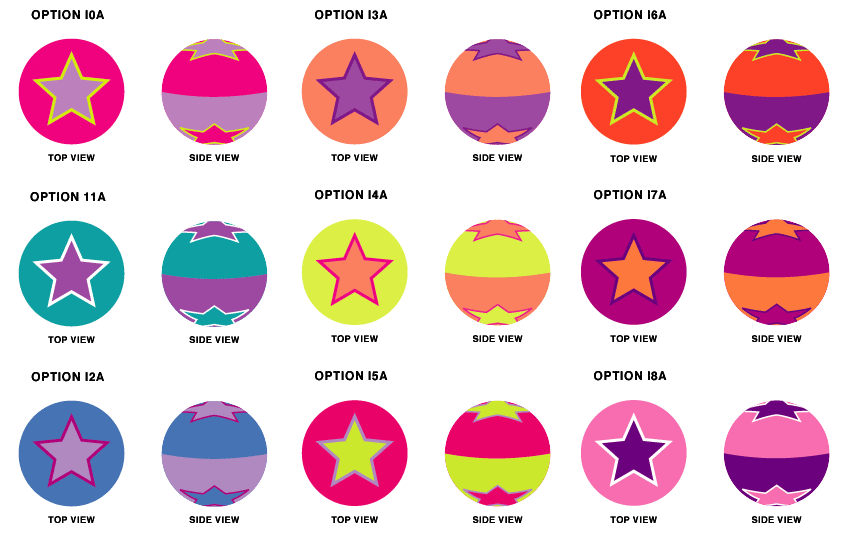 OPTION I0A
OPTION I3A
OPTION I6A
TOP VIEW
SIDE VIEW
TOP VIEW
SIDE VIEW
TOP VIEW
SIDE VIEW
OPTION 11A
OPTION I4A
OPTION I7A
TOP VIEW
SIDE VIEW
TOP VIEW
SIDE VIEW
TOP VIEW
SIDE VIEW
OPTION I2A
OPTION I5A
OPTION I8A
TOP VIEW
SIDE VIEW
TOP VIEW
SIDE VIEW
TOP VIEW
SIDE VIEW